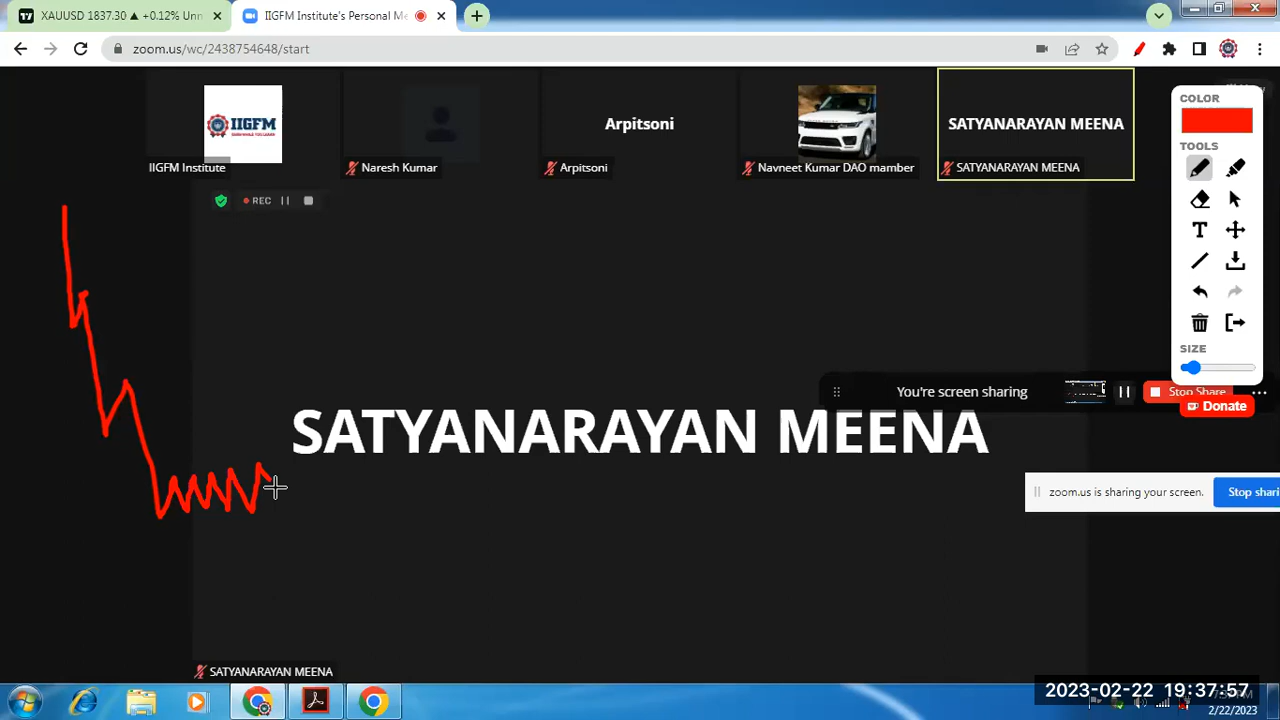 XAUUSD 1837.30 ▲ +0.12% Unn
IIGFM Institute's Personal Me
zoom.us/wc/2438754648/start
IIGFM
Arpitsoni
SATYANARAYAN MEENA
IIGFM Institute
Naresh Kumar
Arpitsoni
Navneet Kumar DAO mamber
SATYANARAYAN MEENA
REC
COLOR
TOOLS
T
SIZE
You're screen sharing
Stop Share
Donate
SATYANARAYAN MEENA
zoom.us is sharing your screen.
Stop shari
SATYANARAYAN MEENA
2023-02-22 19:37:57
2/22/2023